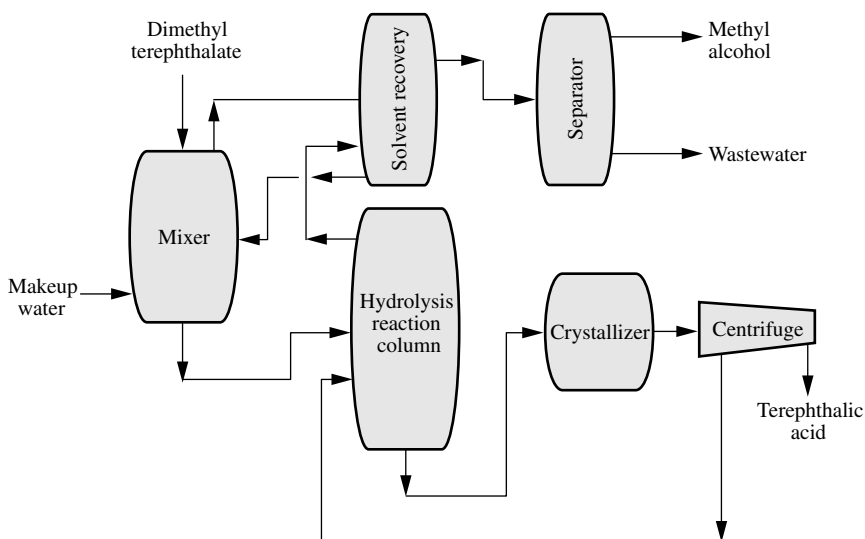 Dimethyl
terephthalate
Solvent recovery
Separator
Methyl
alcohol
Wastewater
Mixer
Makeup
water
Hydrolysis
reaction
column
Crystallizer
Centrifuge
Terephthalic
acid